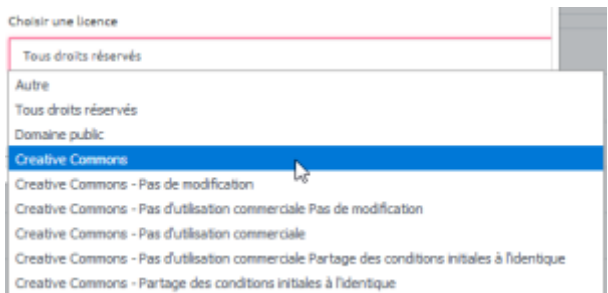 Choisir une licence
Tous droits réservés
Autre
Tous droits réservés
Domaine public
Creative Commons
Creative Commons - Pas de modification
Creative Commons - Pas d'utilisation commerciale Pas de modification
Creative Commons - Pas d'utilisation commerciale
Creative Commons - Pas d'utilisation commerciale Partage des conditions initiales à l'identique
Creative Commons - Partage des conditions initiales à l'identique